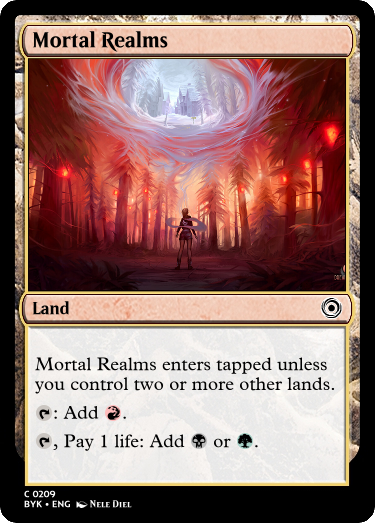 Mortal Realms
Land
Mortal Realms enters tapped unless
you control two or more other lands.
: Add .
, Pay 1 life: Add or .
C 0209
BYK • ENG Nele Diel